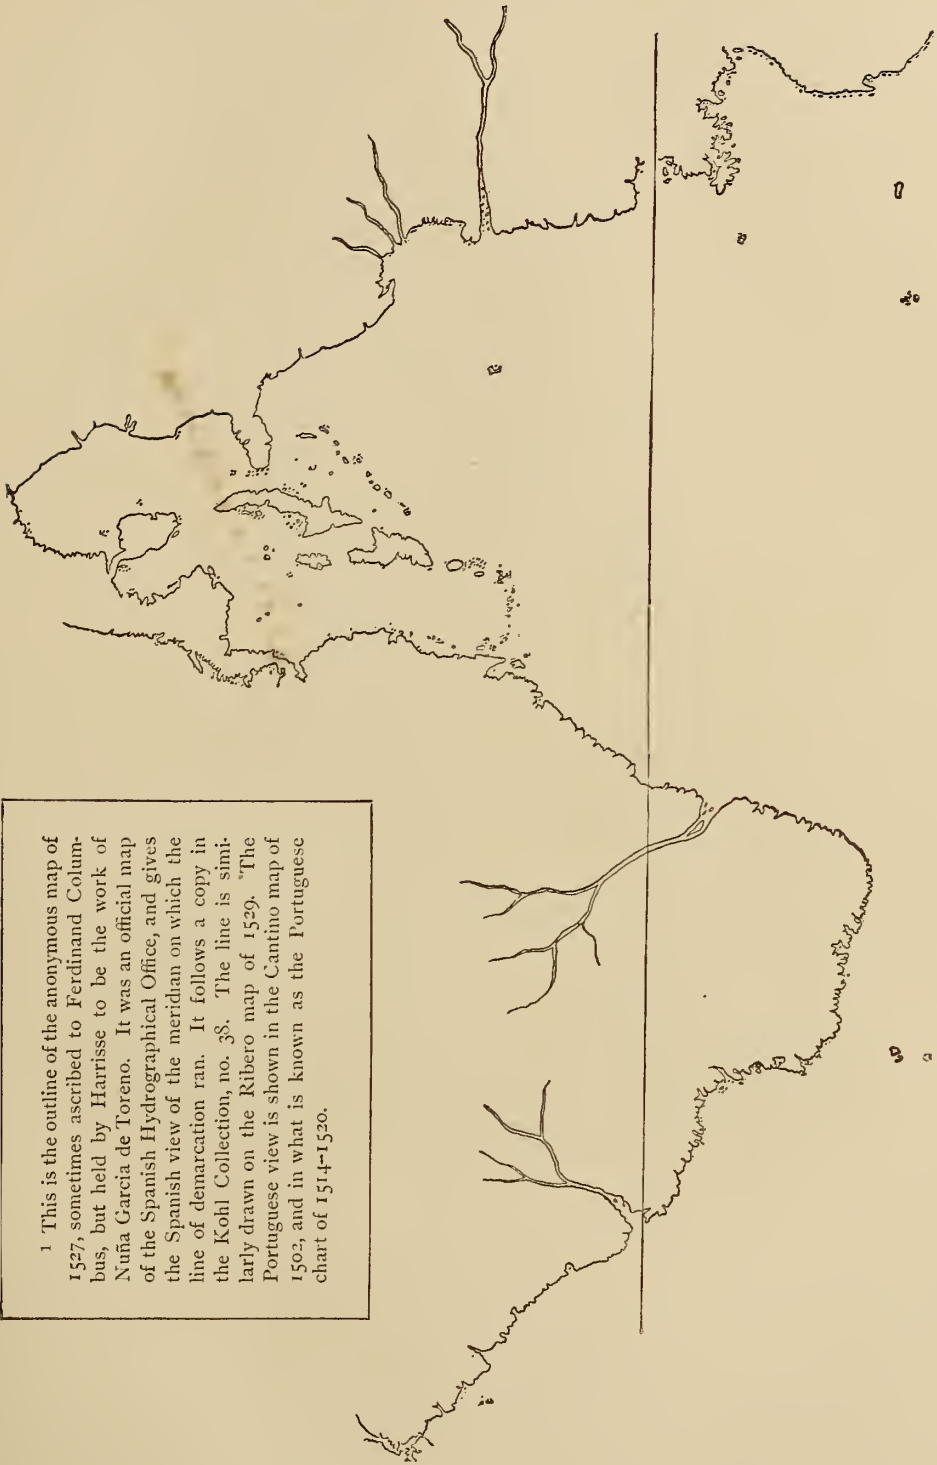 1 This is the outline of the anonymous map of
1527, sometimes ascribed to Ferdinand Colum-
bus, but held by Harrisse to be the work of
Nuña Garcia de Toreno. It was an official map
of the Spanish Hydrographical Office, and gives
the Spanish view of the meridian on which the
line of demarcation ran. It follows a copy in
the Kohl Collection, no. 38. The line is simi-
larly drawn on the Ribero map of 1529. The
Portuguese view is shown in the Cantino map of
1502, and in what is known as the Portuguese
chart of 1514–1520.